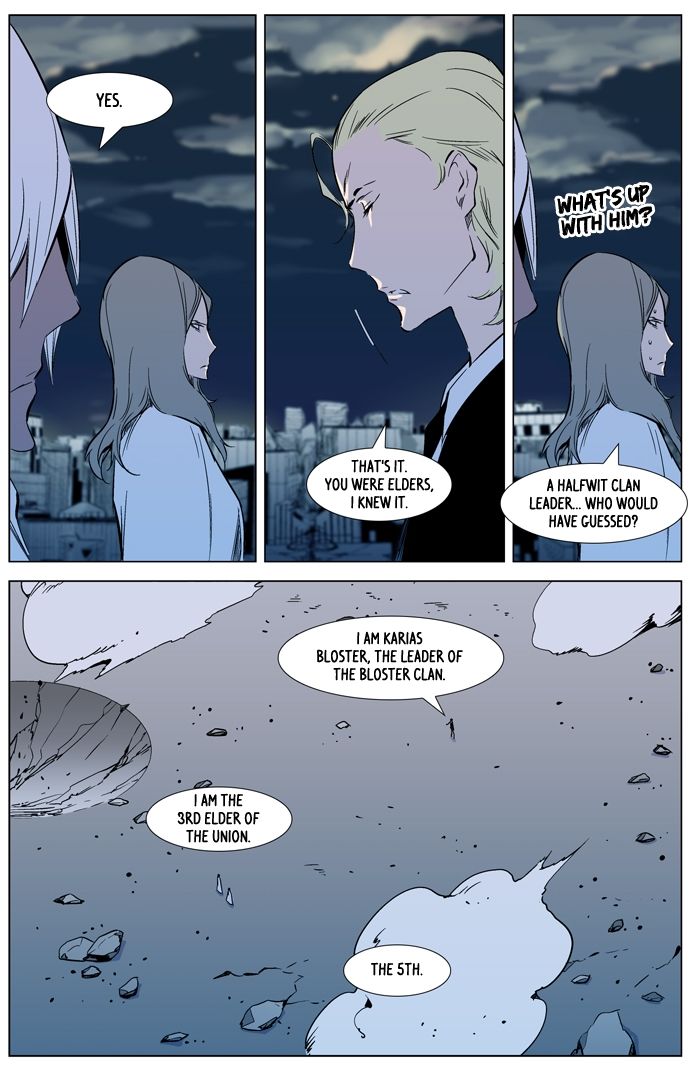 YES.
THAT'S IT.
YOU WERE ELDERS,
I KNEW IT.
WHAT'S UP
WITH HIM?
A HALFWIT CLAN
LEADER... WHO WOULD
HAVE GUESSED?
I AM KARIAS
BLOSTER, THE LEADER OF
THE BLOSTER CLAN.
I AM THE
3RD ELDER OF
THE UNION.
THE 5TH.